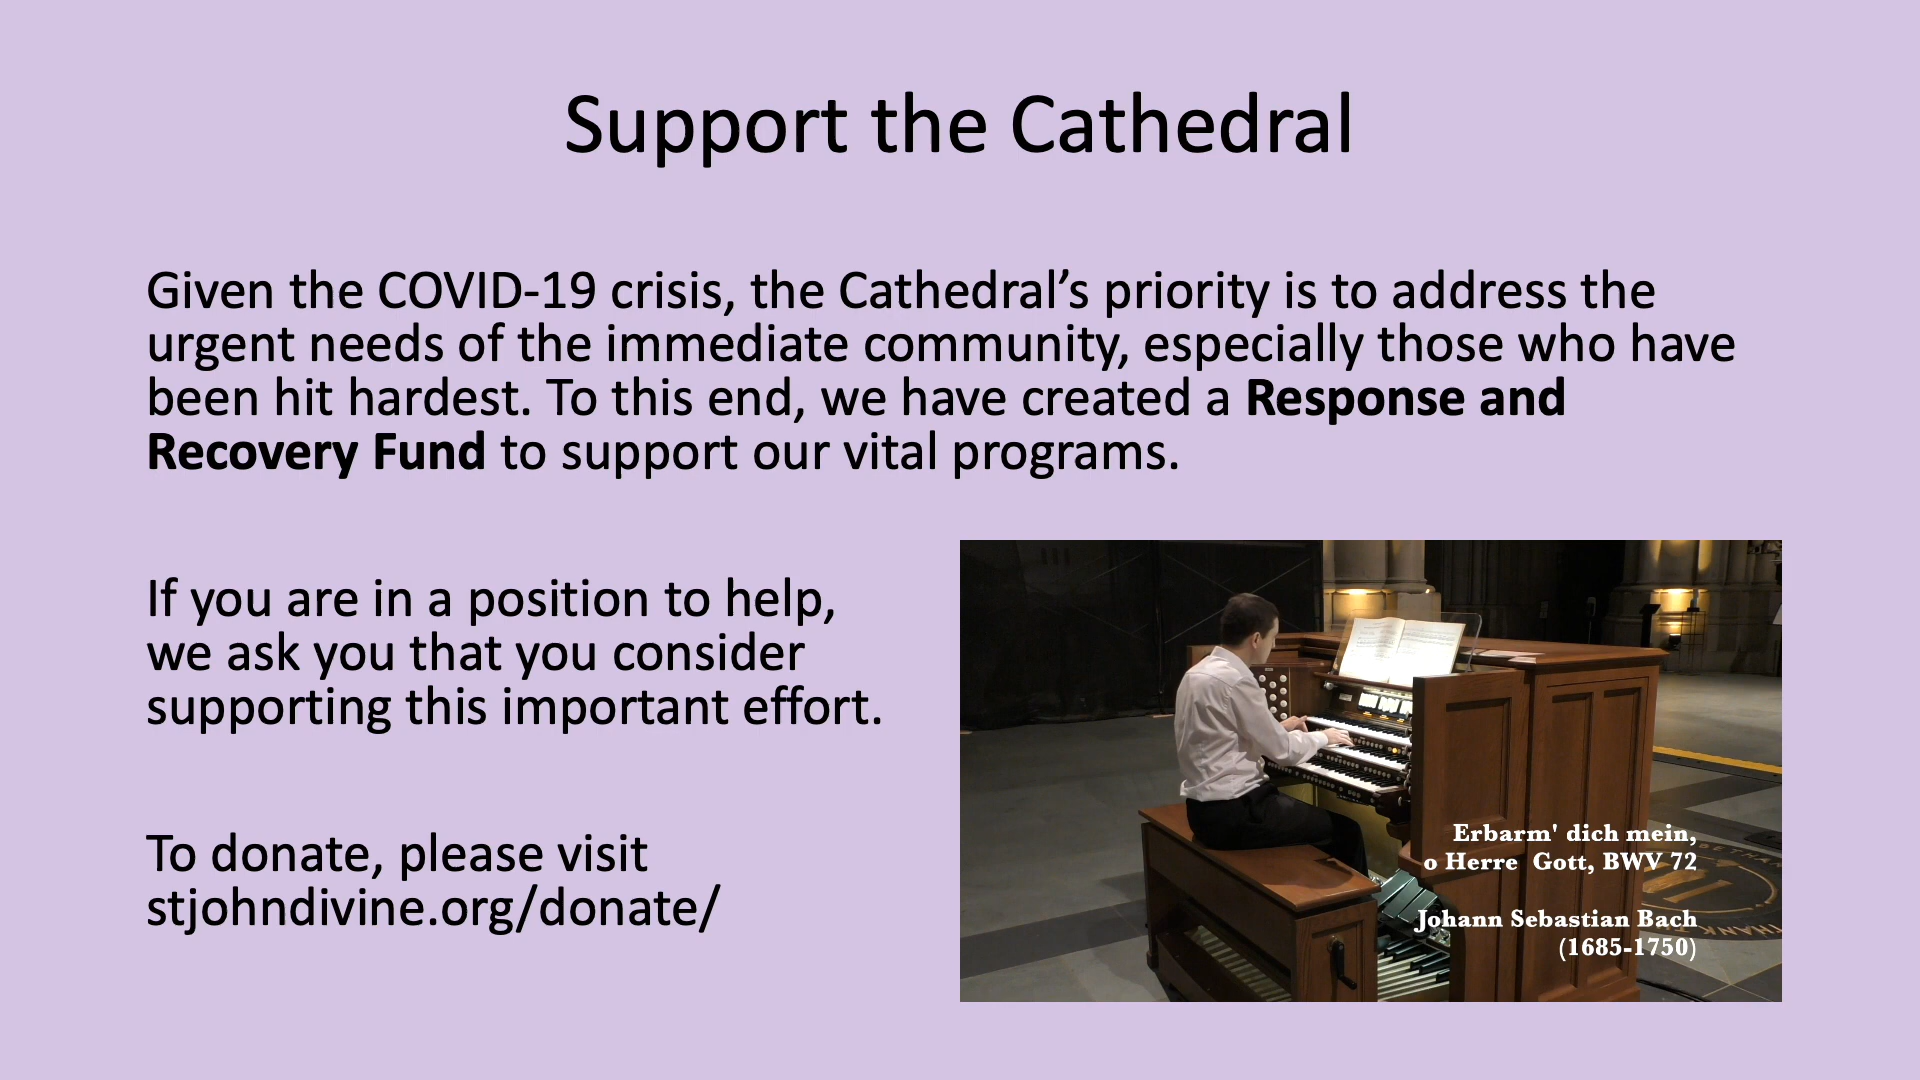 Support the Cathedral
Given the COVID-19 crisis, the Cathedral’s priority is to address the
urgent needs of the immediate community, especially those who have
been hit hardest. To this end, we have created a Response and
Recovery Fund to support our vital programs.
If you are in a position to help,
we ask you that you consider
supporting this important effort.
To donate, please visit
stjohndivine.org/donate/
Erbarm' dich mein,
o Herre Gott, BWV 72
Johann Sebastian Bach
(1685-1750)